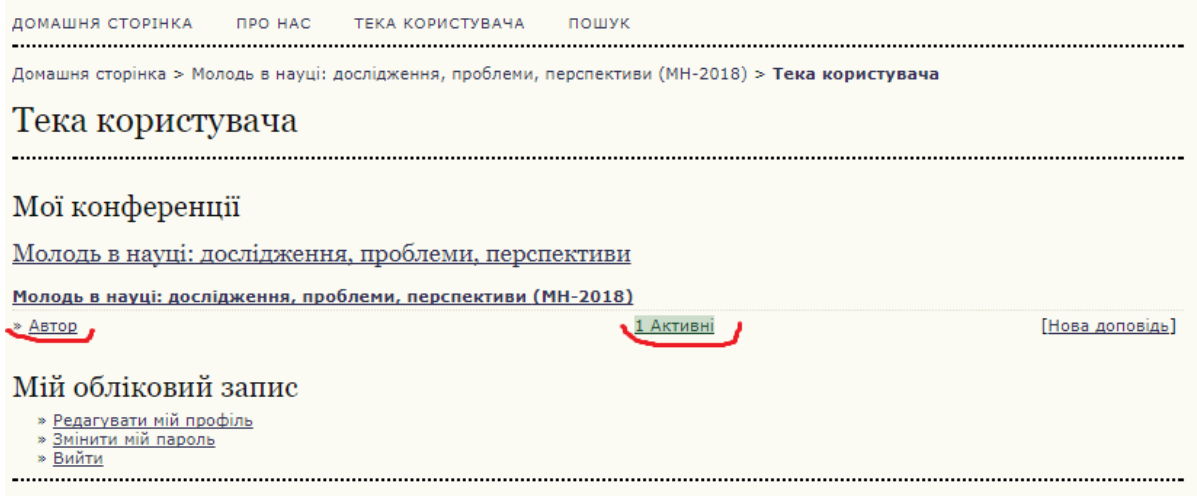 ДОМАШНЯ СТОРІНКА ПРО НАС ТЕКА КОРИСТУВАЧА ПОШУК
Домашня сторінка > Молодь в науці: дослідження, проблеми, перспективи (МН-2018) > Тека користувача
Тека користувача
Мої конференції
Молодь в науці: дослідження, проблеми, перспективи
Молодь в науці: дослідження, проблеми, перспективи (МН-2018)
» Автор 1 Активні [Нова доповідь]
Мій обліковий запис
» Редагувати мій профіль
» Змінити мій пароль
» Вийти